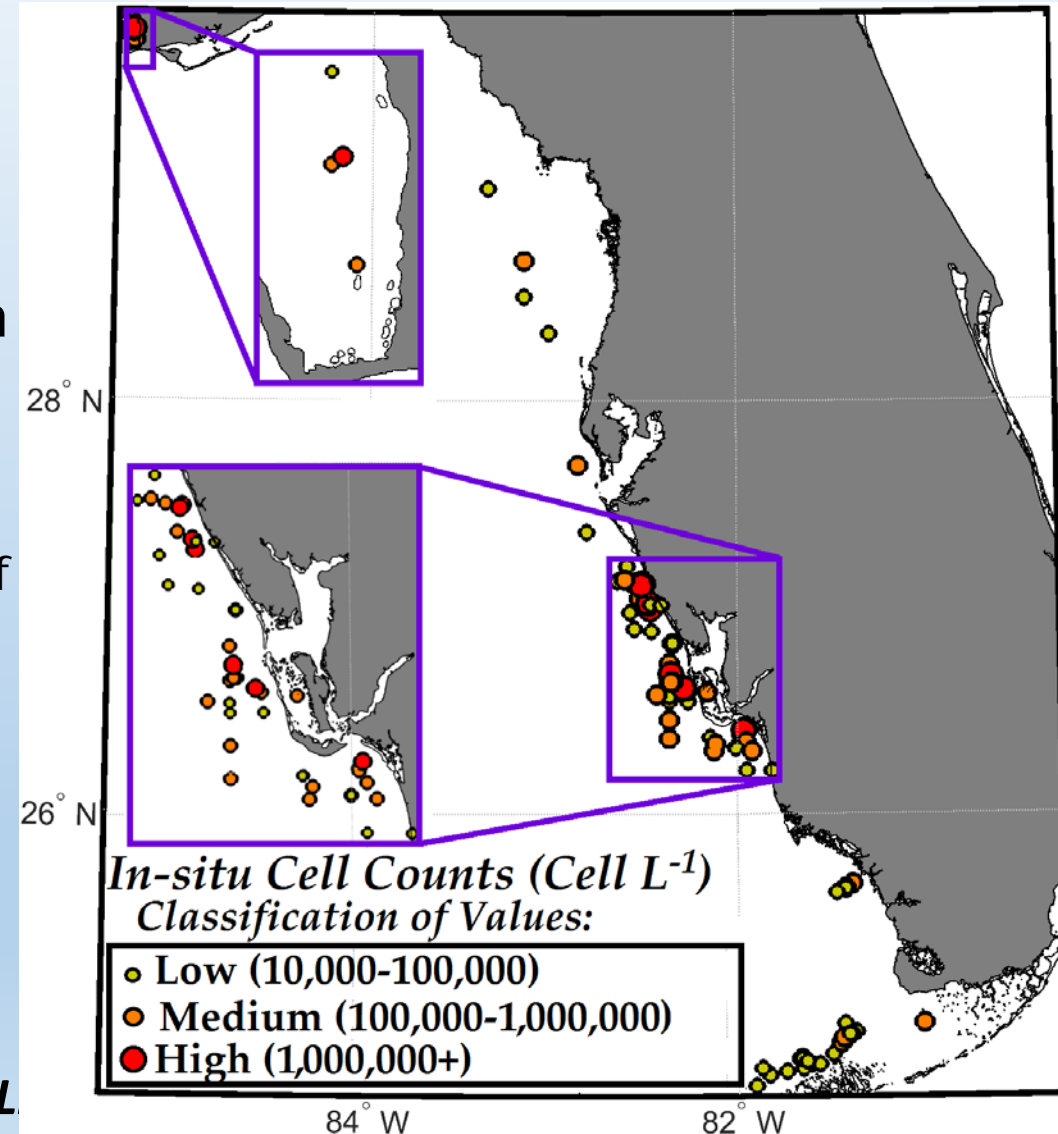 n
28° N
f
26° N
In-situ Cell Counts (Cell L-1)
Classification of Values:
Low (10,000-100,000)
Medium (100,000-1,000,000)
High (1,000,000+)
L.
84° W
82° W